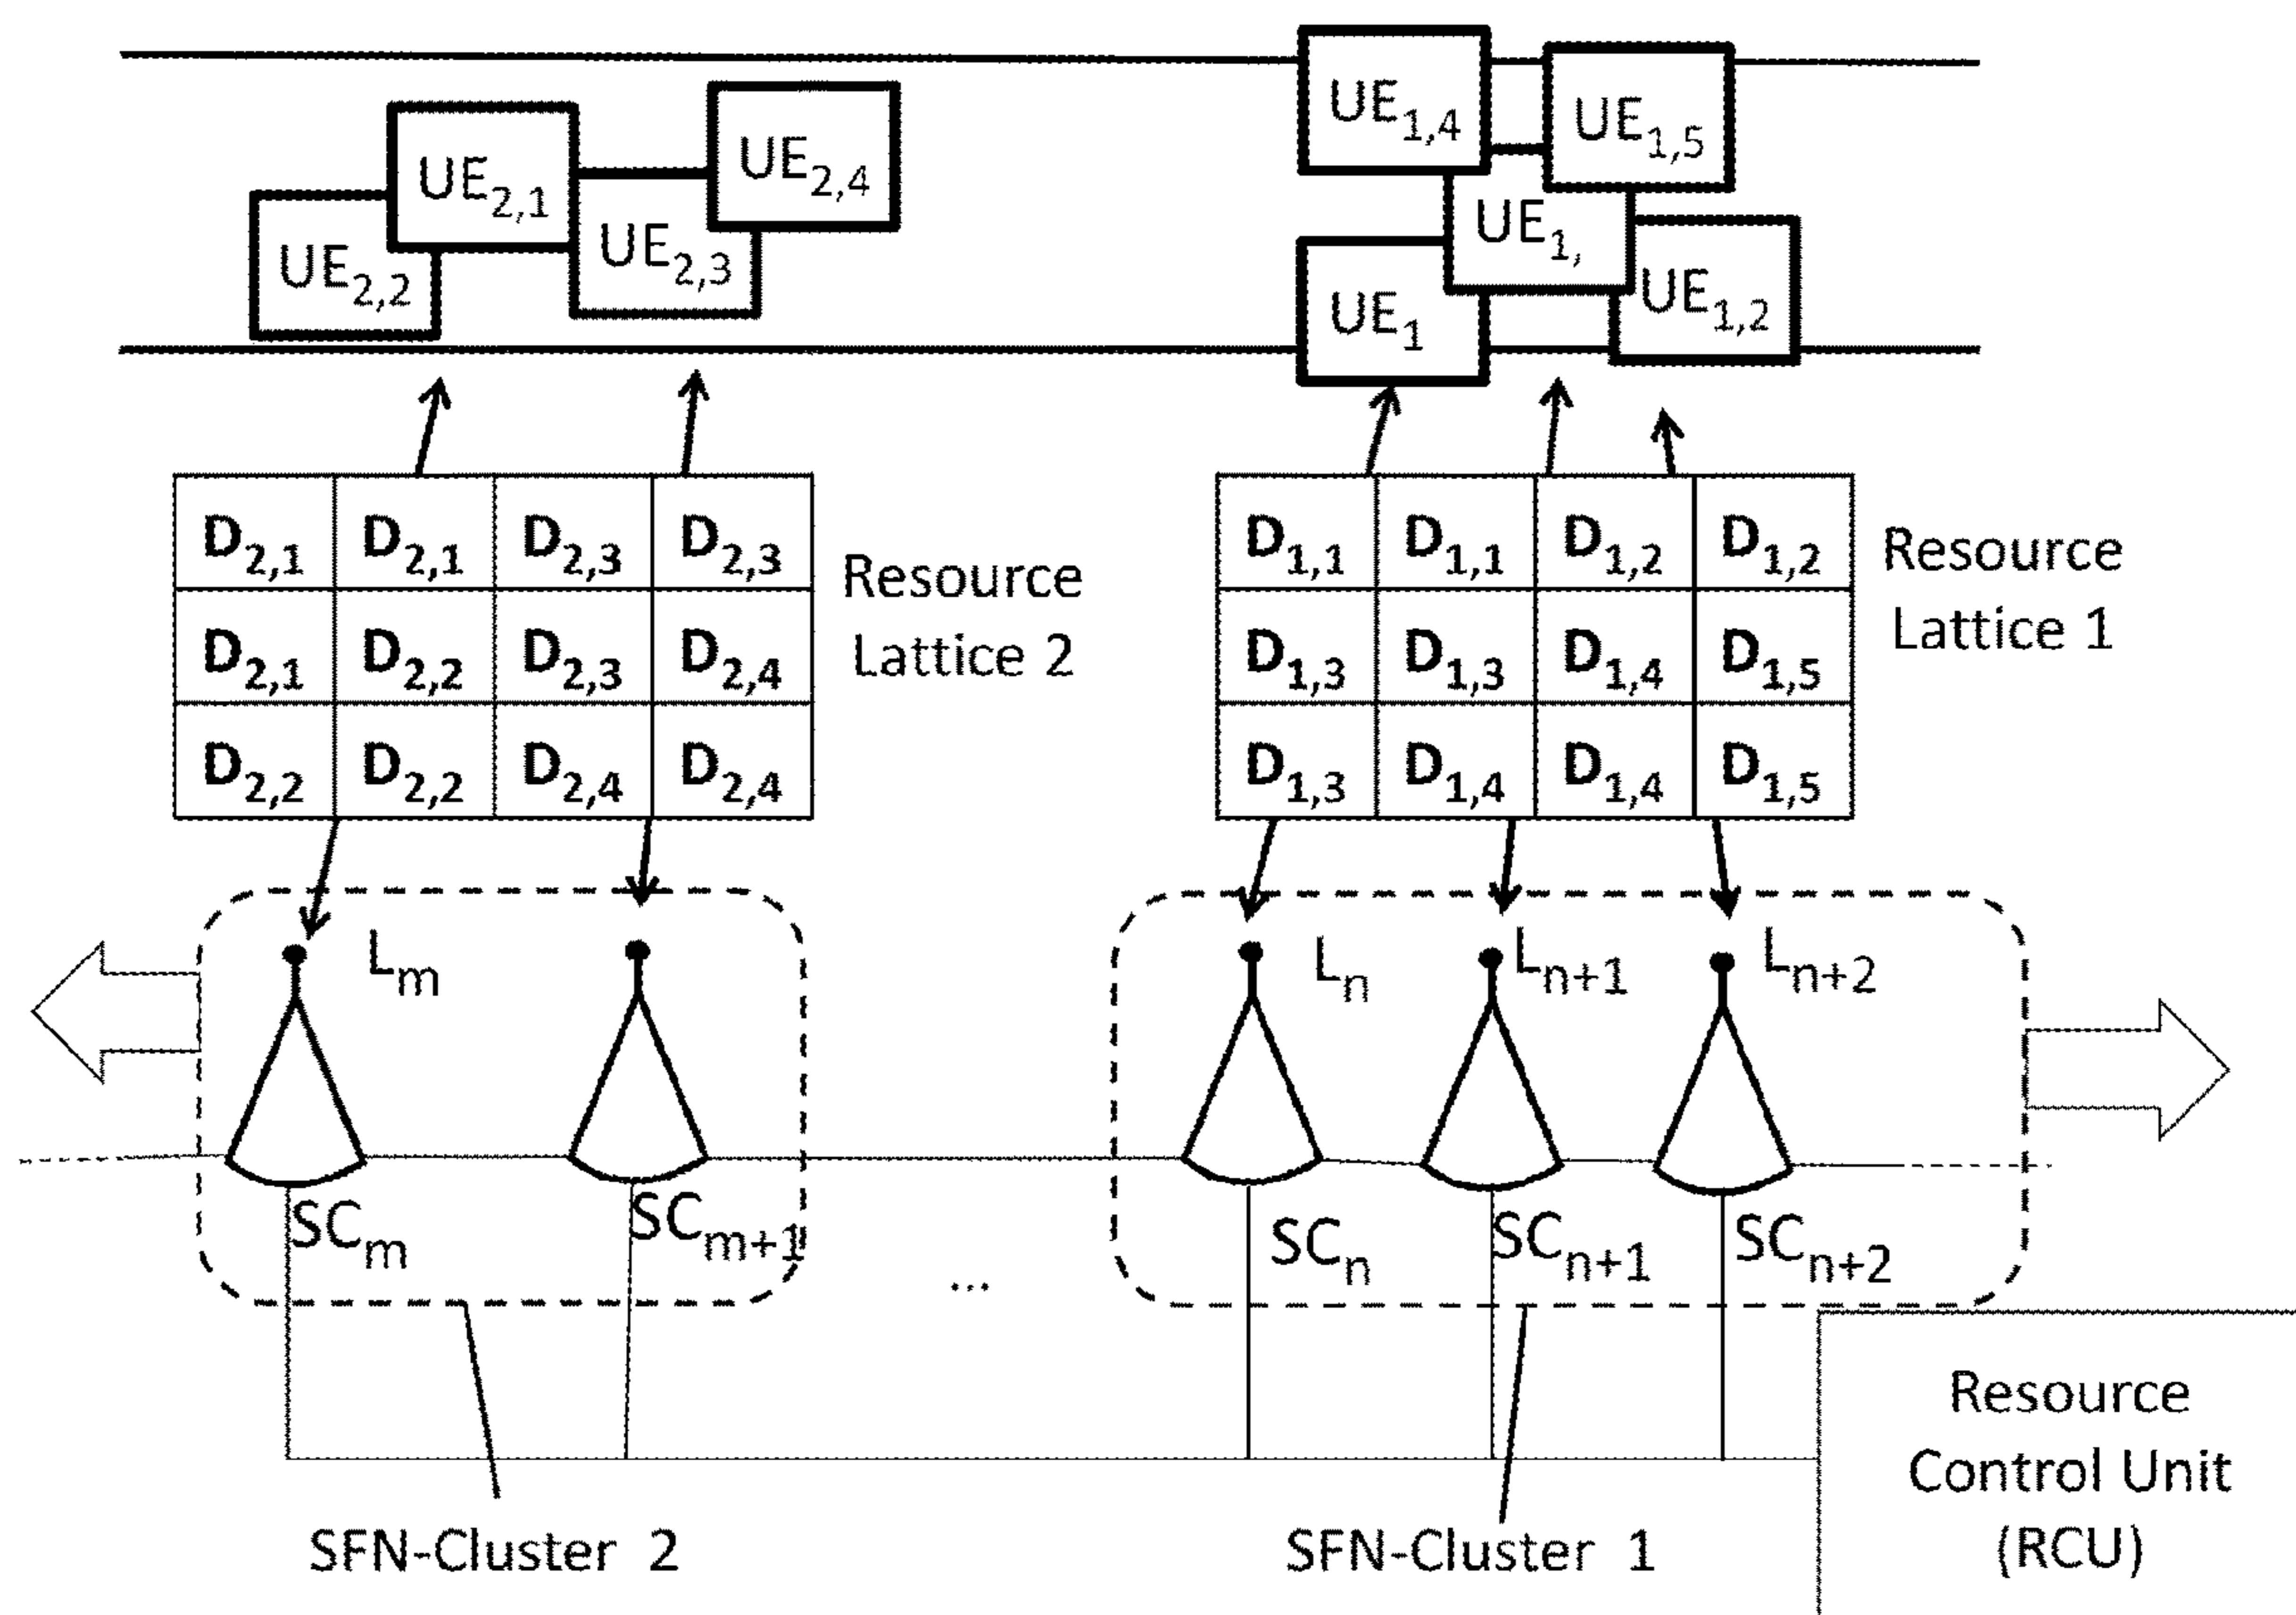 UE1,4
UE1,5
UE2,4
UE2,1
UE1,
UE2,3
UE2,2
UE1,2
UE1
D2,1 D2,1 D2,3 D2,3
D2,1 D2,2 D2,3 D2,4
D2,2 D2,2 D2,4 D2,4
Resource
Lattice 2
D1,1 D1,1 D1,2 D1,2
D1,3 D1,3 D1,4 D1,5
D1,3 D1,4 D1,4 D1,5
Resource
Lattice 1
Lm
Ln
Ln+1
Ln+2
SCm
SCm+1
...
SCn
SCn+1
SCn+2
SFN-Cluster 2
SFN-Cluster 1
Resource
Control Unit
(RCU)